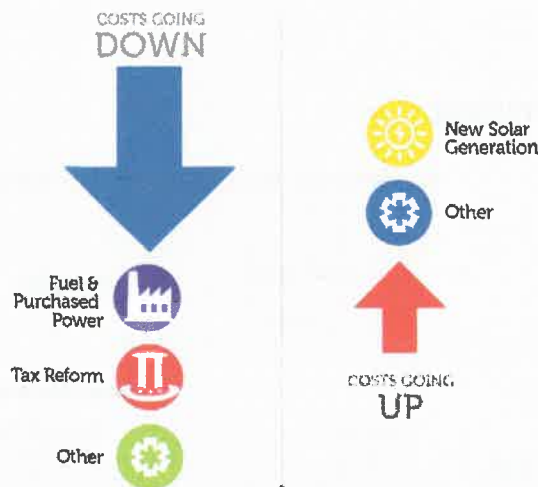 COSTS GOING
DOWN
Fuel &
Purchased
Power
Tax Reform
Other
New Solar
Generation
Other
COSTS GOING
UP